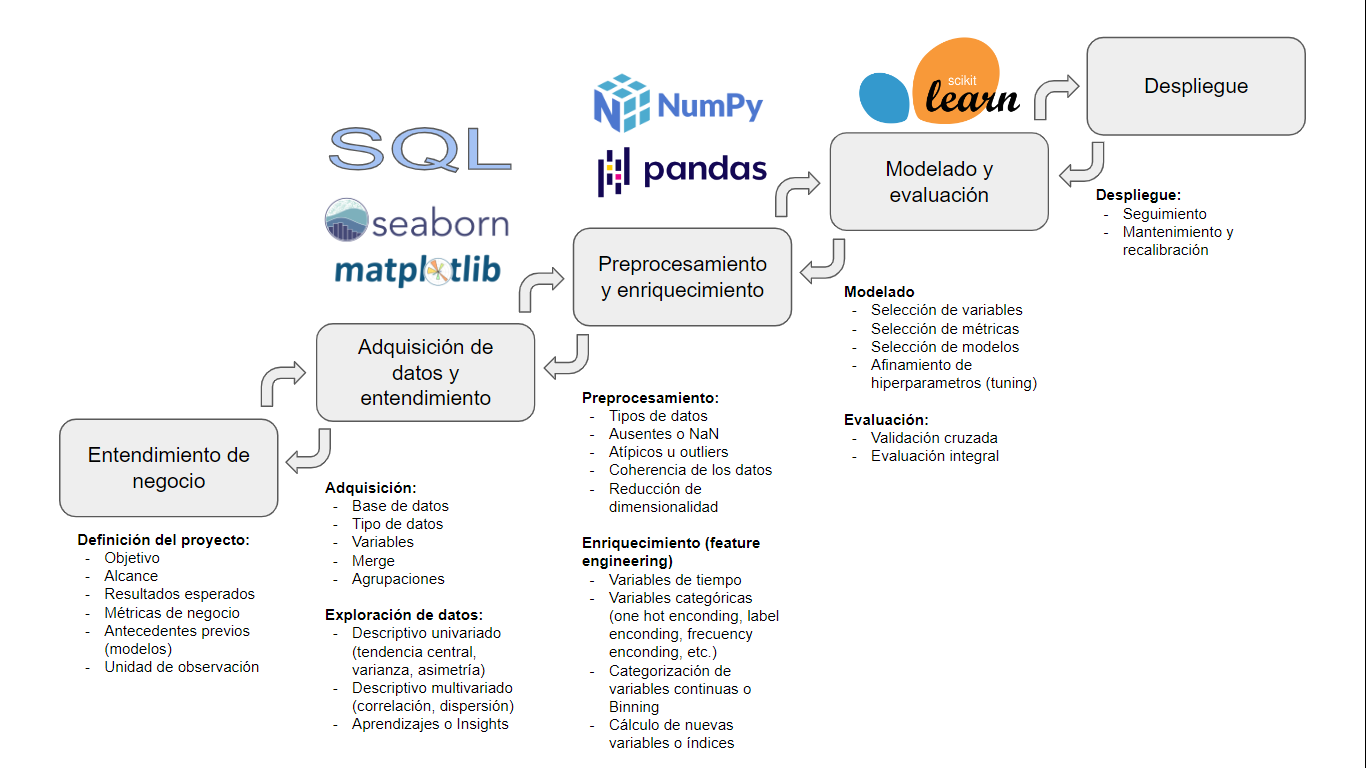 SQL
seaborn
matplotlib
NumPy
pandas
scikit
learn
Entendimiento de
negocio
Definición del proyecto:
- Objetivo
- Alcance
- Resultados esperados
- Métricas de negocio
- Antecedentes previos
(modelos)
- Unidad de observación
Adquisición de
datos y
entendimiento
Adquisición:
- Base de datos
- Tipo de datos
- Variables
- Merge
- Agrupaciones
Exploración de datos:
- Descriptivo univariado
(tendencia central,
varianza, asimetría)
- Descriptivo multivariado
(correlación, dispersión)
- Aprendizajes o Insights
Preprocesamiento
y enriquecimiento
Preprocesamiento:
- Tipos de datos
- Ausentes o NaN
- Atípicos u outliers
- Coherencia de los datos
- Reducción de
dimensionalidad
Enriquecimiento (feature
engineering)
- Variables de tiempo
- Variables categóricas
(one hot enconding, label
enconding, frecuency
enconding, etc.)
- Categorización de
variables continuas o
Binning
- Cálculo de nuevas
variables o índices
Modelado y
evaluación
Modelado
- Selección de variables
- Selección de métricas
- Selección de modelos
- Afinamiento de
hiperparametros (tuning)
Evaluación:
- Validación cruzada
- Evaluación integral
Despliegue
Despliegue:
- Seguimiento
- Mantenimiento y
recalibración